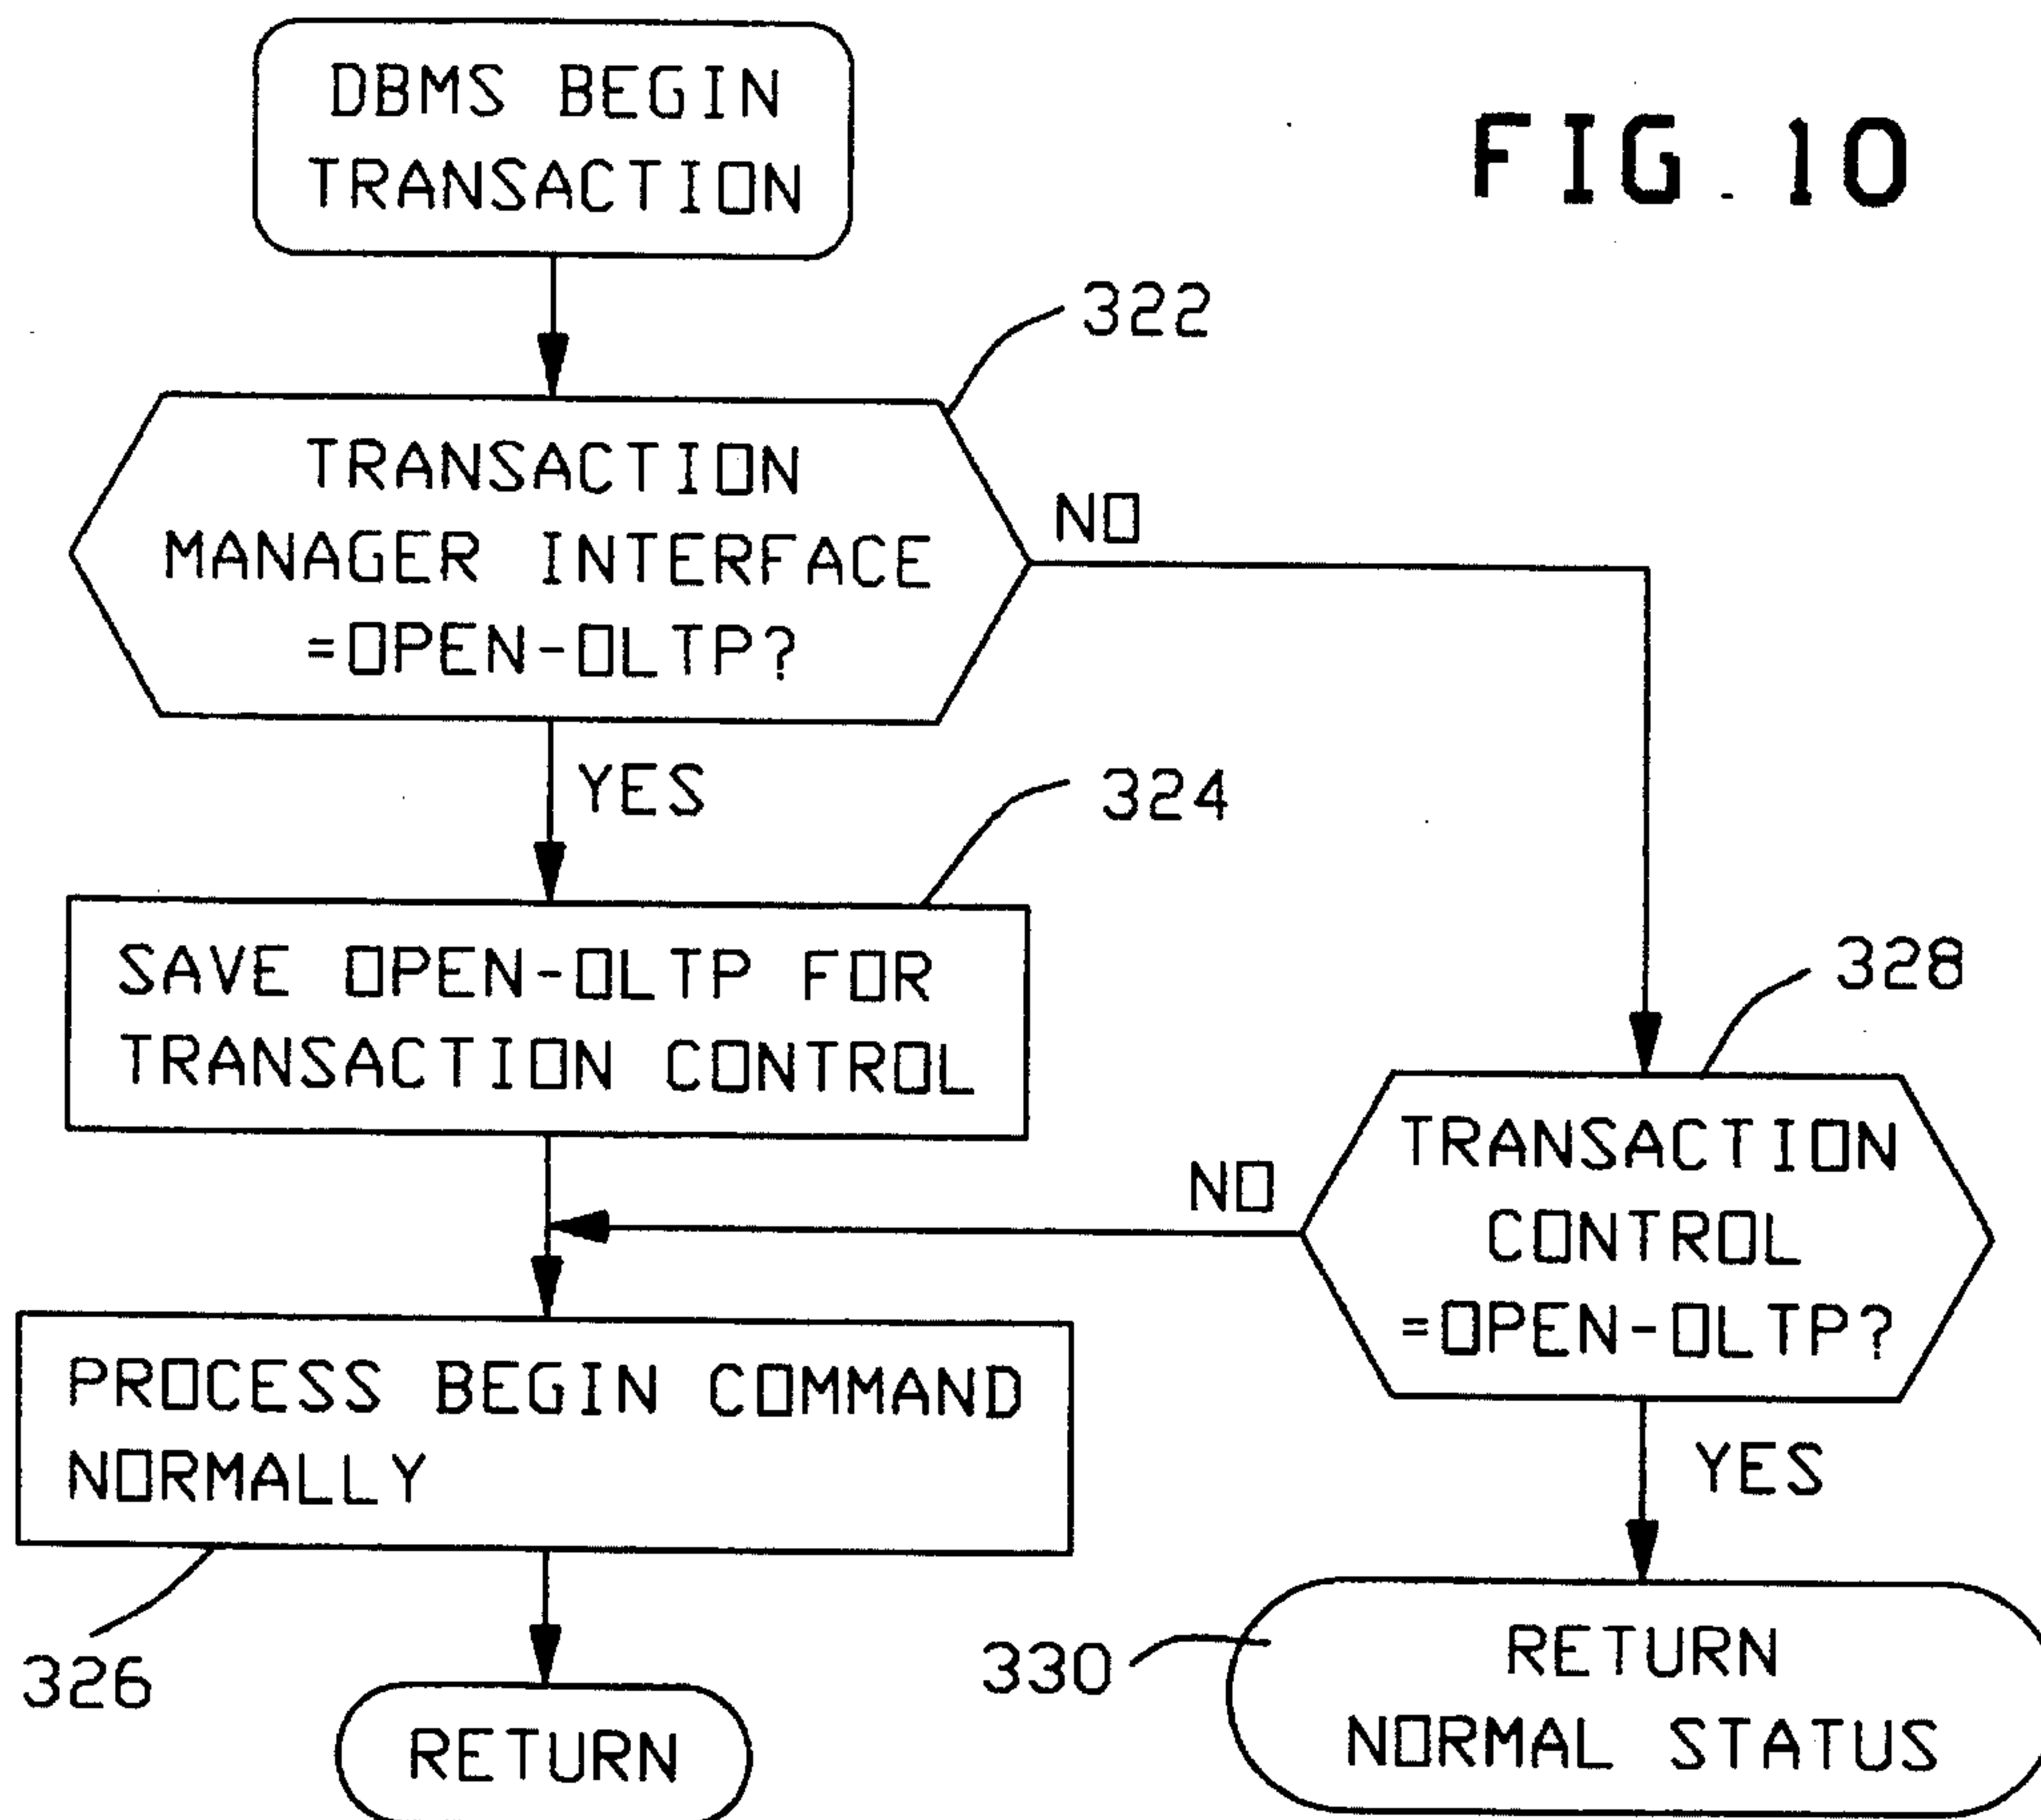 DBMS BEGIN
TRANSACTION
FIG. 10
322
TRANSACTION
MANAGER INTERFACE
=OPEN-OLTP?
NO
YES
324
SAVE OPEN-OLTP FOR
TRANSACTION CONTROL
328
TRANSACTION
CONTROL
=OPEN-OLTP?
NO
YES
PROCESS BEGIN COMMAND
NORMALLY
326
RETURN
330
RETURN
NORMAL STATUS